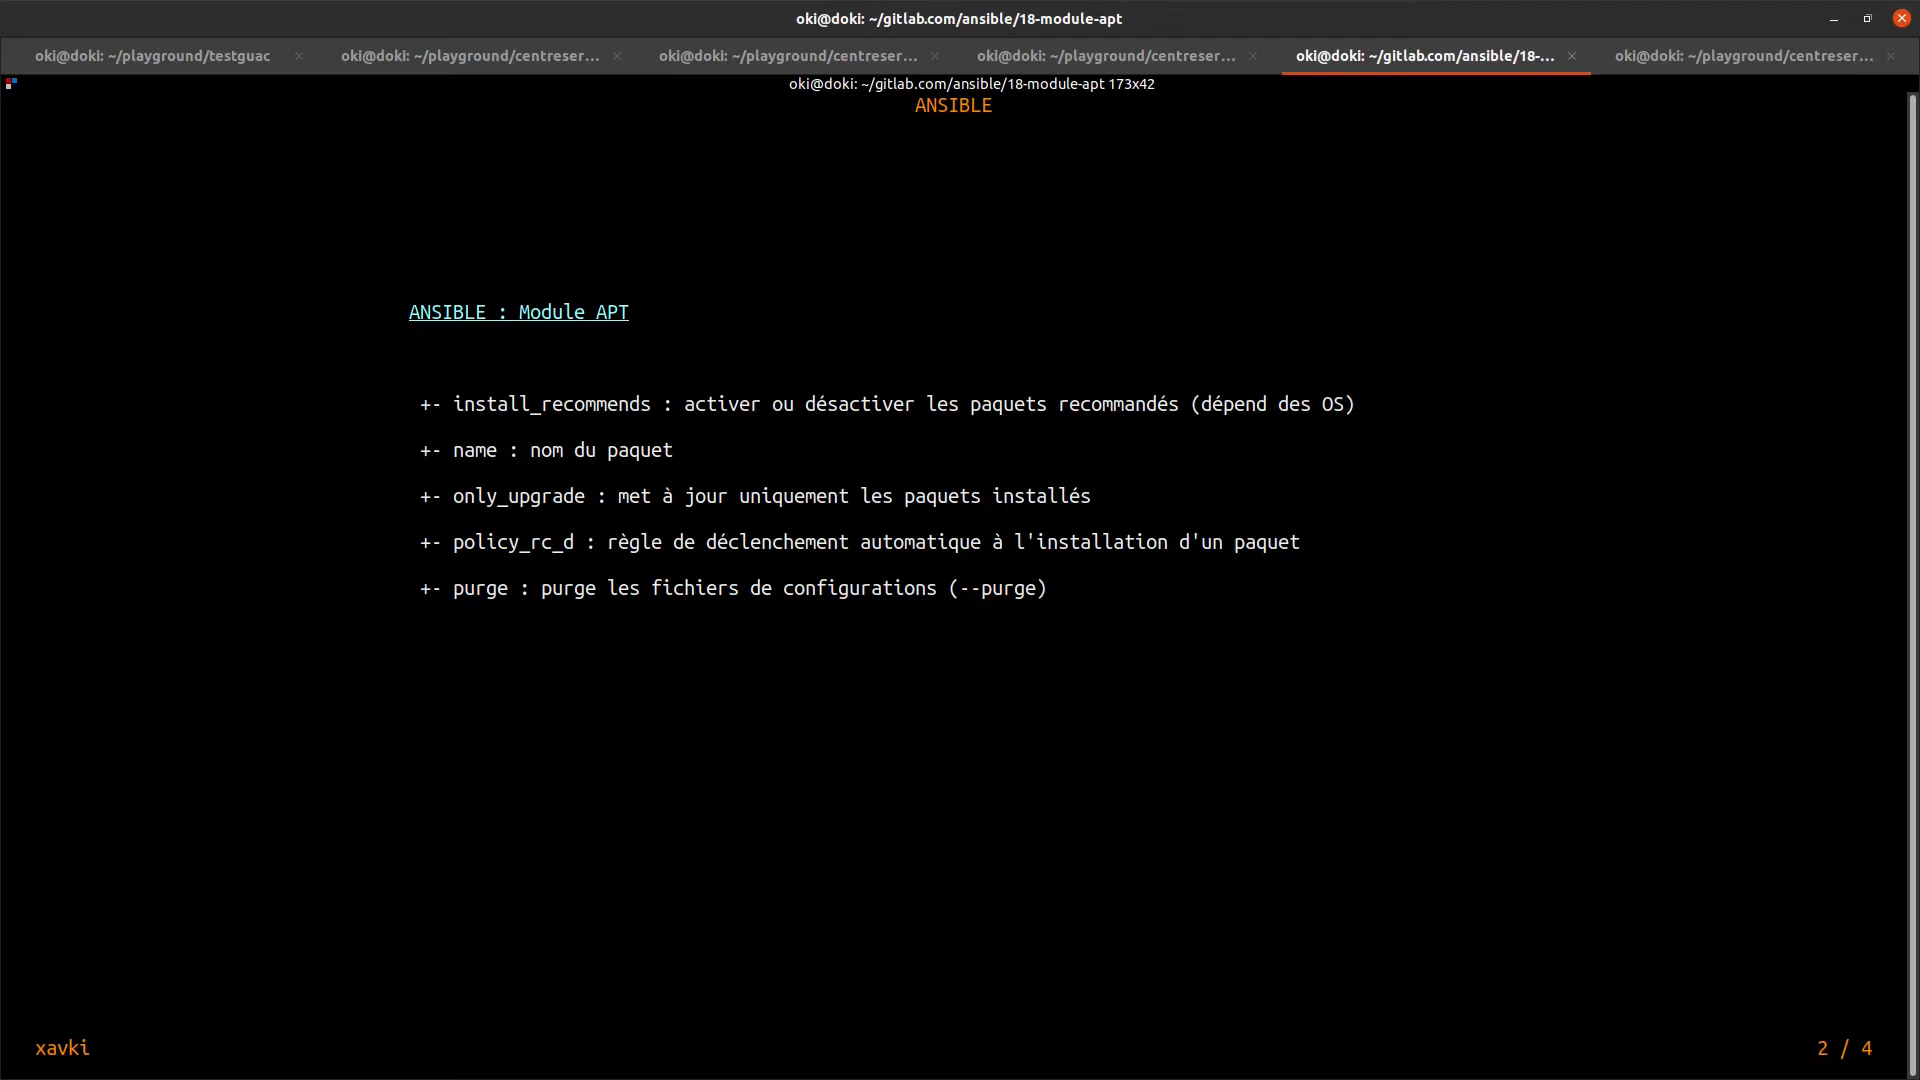 oki@doki: ~/gitlab.com/ansible/18-module-apt
oki@doki: ~/playground/testguac
oki@doki: ~/playground/centreser...
oki@doki: ~/playground/centreser...
oki@doki: ~/playground/centreser...
oki@doki: ~/gitlab.com/ansible/18-...
oki@doki: ~/playground/centreser...
oki@doki: ~/gitlab.com/ansible/18-module-apt 173x42
ANSIBLE
ANSIBLE : Module APT
+- install_recommends : activer ou désactiver les paquets recommandés (dépend des OS)
+- name : nom du paquet
+- only_upgrade : met à jour uniquement les paquets installés
+- policy_rc_d : règle de déclenchement automatique à l'installation d'un paquet
+- purge : purge les fichiers de configurations (--purge)
xavki
2 / 4